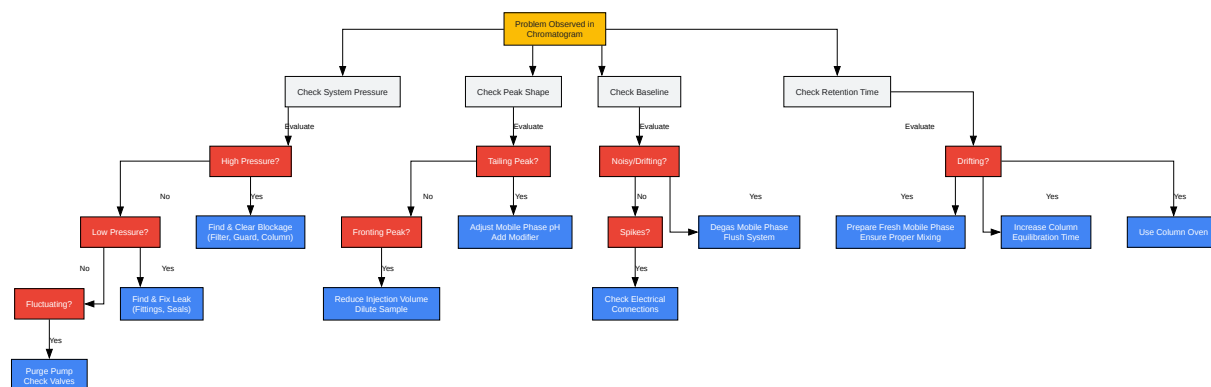 Problem Observed in
Chromatogram
Check System Pressure
Check Peak Shape
Check Baseline
Check Retention Time
Evaluate
Evaluate
Evaluate
Evaluate
High Pressure?
Tailing Peak?
Noisy/Drifting?
Drifting?
No
Yes
No
Yes
No
Yes
Yes
Yes
Yes
Low Pressure?
Find & Clear Blockage
(Filter, Guard, Column)
Fronting Peak?
Adjust Mobile Phase pH
Add Modifier
Spikes?
Degas Mobile Phase
Flush System
Prepare Fresh Mobile Phase
Ensure Proper Mixing
Increase Column
Equilibration Time
Use Column Oven
No
Yes
Yes
Yes
Fluctuating?
Find & Fix Leak
(Fittings, Seals)
Reduce Injection Volume
Dilute Sample
Check Electrical
Connections
Yes
Purge Pump
Check Valves